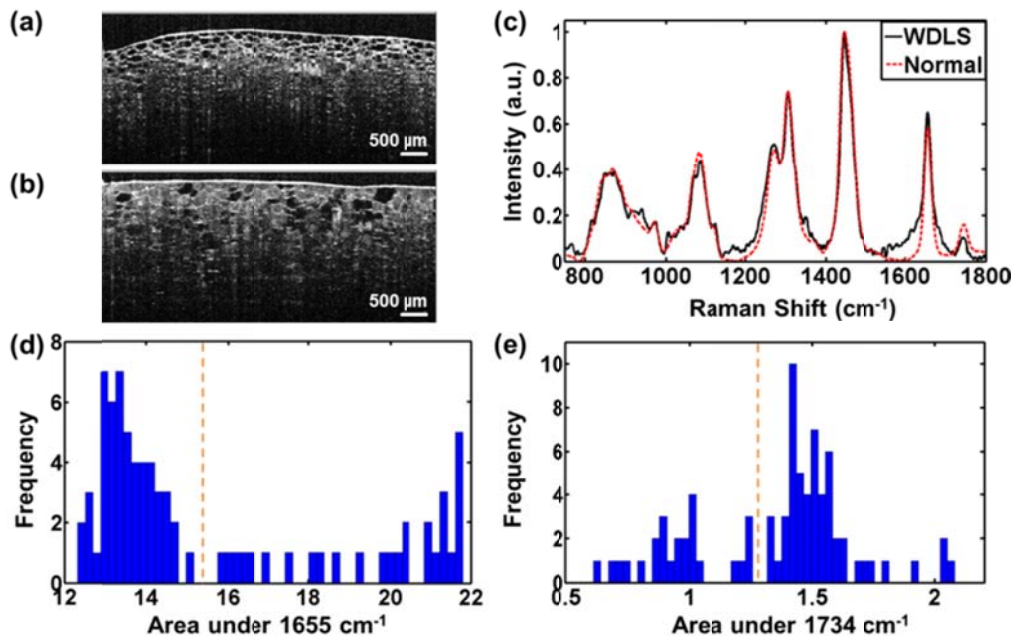 (a)
500 µm
(b)
500 µm
(c)
WDLS
Normal
1
0.8
0.6
0.4
0.2
0
800 1000 1200 1400 1600 1800
Intensity (a.u.)
Raman Shift (cm-1)
(d)
8
6
4
2
0
12 14 16 18 20 22
Frequency
Area under 1655 cm-1
(e)
10
8
6
4
2
0
0.5 1 1.5 2
Frequency
Area under 1734 cm-1